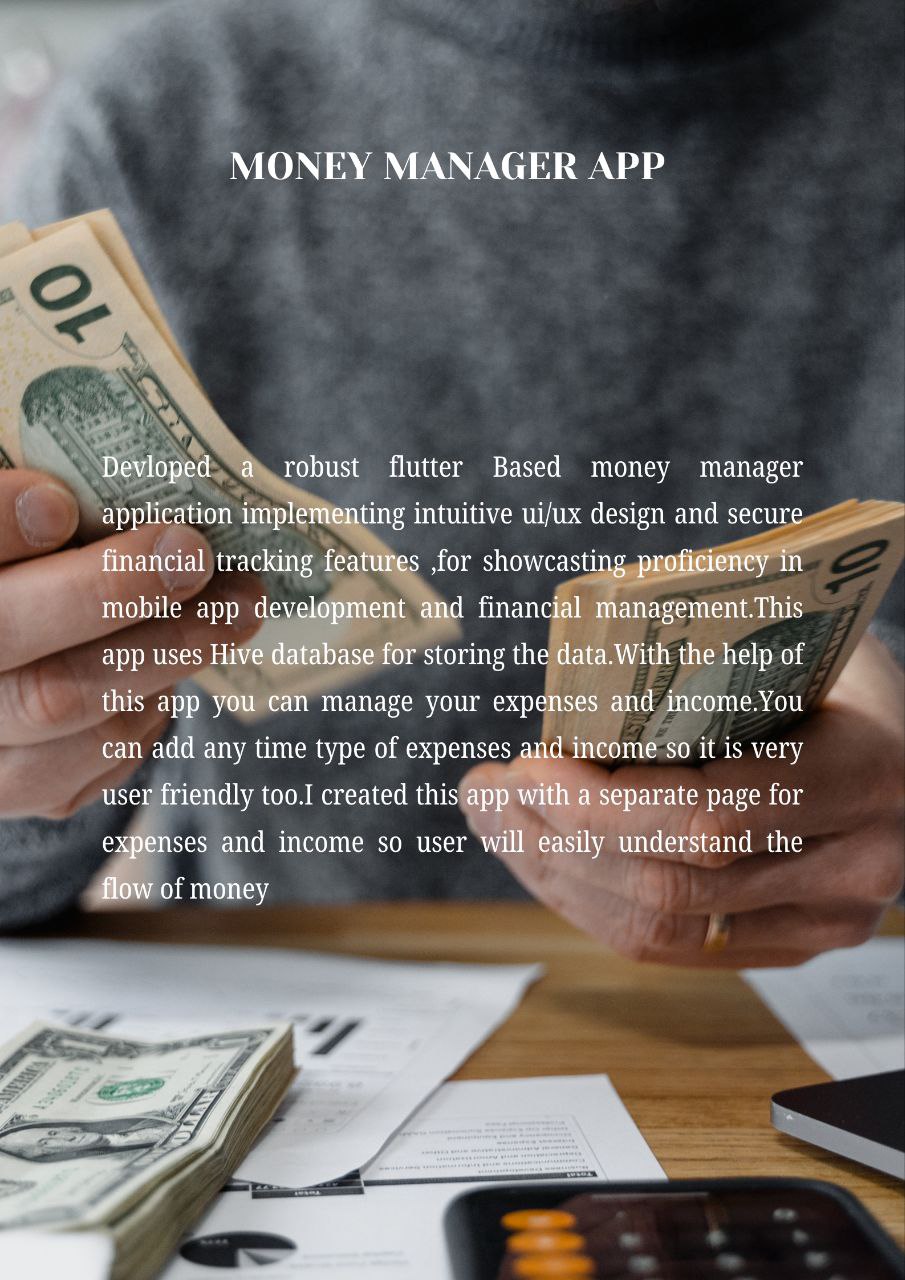 MONEY MANAGER APP
10
Devloped a robust flutter Based money manager
application implementing intuitive ui/ux design and secure
financial tracking features ,for showcasting proficiency in
10
mobile app development and financial management.This
app uses Hive database for storing the data.With the help of
this app you can manage your expenses and income.You
can add any time type of expenses and income so it is very
user friendly too.I created this app with a separate page for
expenses and income so user will easily understand the
flow of money
Total
Total